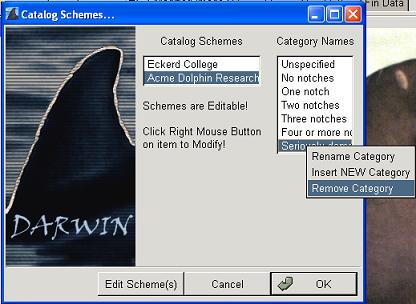 Catalog Schemes...
Fin Data
Catalog Schemes
Category Names
Eckerd College
Acme Dolphin Research
Unspecified
No notches
One notch
Two notches
Three notches
Four or more no
Seriously dama
Schemes are Editable!
Click Right Mouse Button
on item to Modify!
Rename Category
Insert NEW Category
Remove Category
DARWIN
Edit Scheme(s)
Cancel
OK